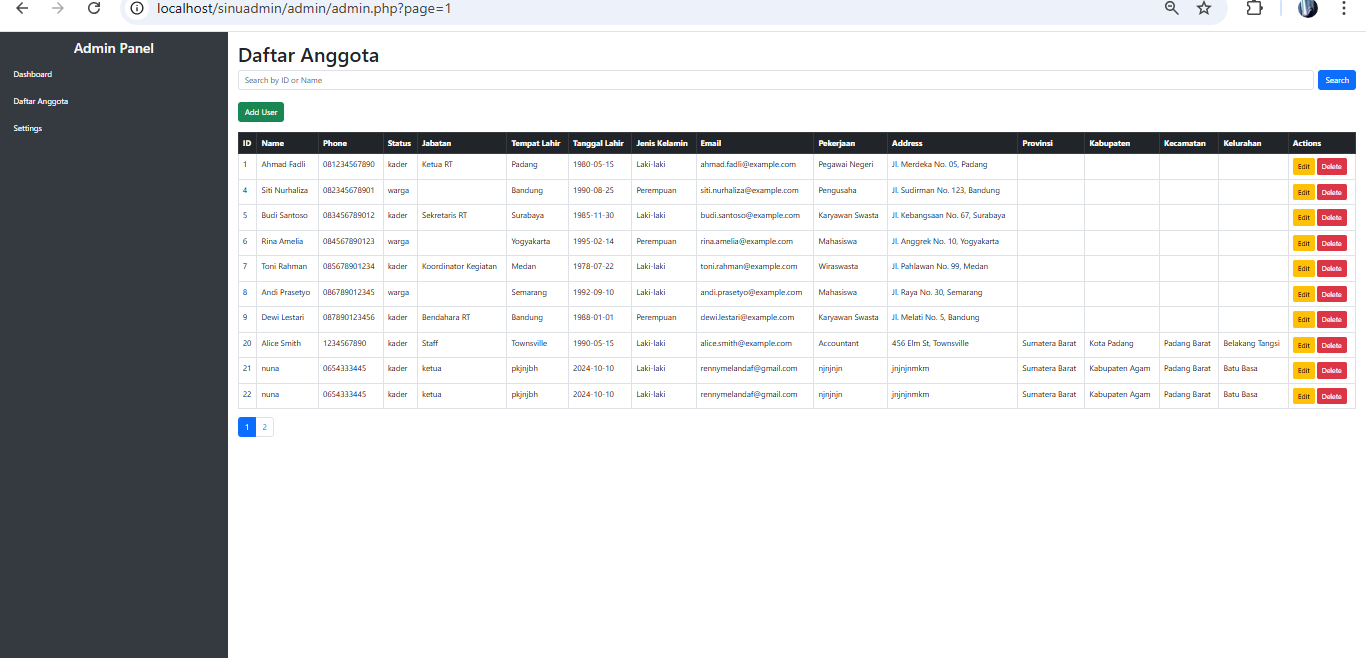 localhost/sinuadmin/admin/admin.php?page=1
Admin Panel
Dashboard
Daftar Anggota
Settings
Daftar Anggota
Search by ID or Name Search
Add User
ID Name Phone Status Jabatan Tempat Lahir Tanggal Lahir Jenis Kelamin Email Pekerjaan Address Provinsi Kabupaten Kecamatan Kelurahan Actions
1 Ahmad Fadli 081234567890 kader Ketua RT Padang 1980-05-15 Laki-laki ahmad.fadli@example.com Pegawai Negeri Jl. Merdeka No. 05, Padang Edit Delete
4 Siti Nurhaliza 082345678901 warga Bandung 1990-08-25 Perempuan siti.nurhaliza@example.com Pengusaha Jl. Sudirman No. 123, Bandung Edit Delete
5 Budi Santoso 083456789012 kader Sekretaris RT Surabaya 1985-11-30 Laki-laki budi.santoso@example.com Karyawan Swasta Jl. Kebangsaan No. 67, Surabaya Edit Delete
6 Rina Amelia 084567890123 warga Yogyakarta 1995-02-14 Perempuan rina.amelia@example.com Mahasiswa Jl. Anggrek No. 10, Yogyakarta Edit Delete
7 Toni Rahman 085678901234 kader Koordinator Kegiatan Medan 1978-07-22 Laki-laki toni.rahman@example.com Wiraswasta Jl. Pahlawan No. 99, Medan Edit Delete
8 Andi Prasetyo 086789012345 warga Semarang 1992-09-10 Laki-laki andi.prasetyo@example.com Mahasiswa Jl. Raya No. 30, Semarang Edit Delete
9 Dewi Lestari 087890123456 kader Bendahara RT Bandung 1988-01-01 Perempuan dewi.lestari@example.com Karyawan Swasta Jl. Melati No. 5, Bandung Edit Delete
20 Alice Smith 1234567890 kader Staff Townsville 1990-05-15 Laki-laki alice.smith@example.com Accountant 456 Elm St, Townsville Sumatera Barat Kota Padang Padang Barat Belakang Tangsi Edit Delete
21 nuna 0654333445 kader ketua pkjnjbh 2024-10-10 Laki-laki rennymelandaf@gmail.com njnjnjn jnjnjnmkm Sumatera Barat Kabupaten Agam Padang Barat Batu Basa Edit Delete
22 nuna 0654333445 kader ketua pkjnjbh 2024-10-10 Laki-laki rennymelandaf@gmail.com njnjnjn jnjnjnmkm Sumatera Barat Kabupaten Agam Padang Barat Batu Basa Edit Delete
1 2